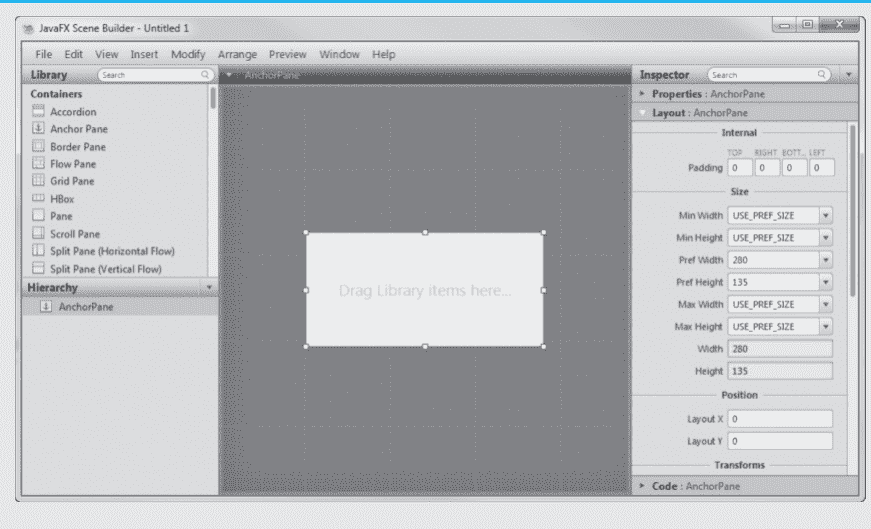 JavaFX Scene Builder - Untitled 1
File Edit View Insert Modify Arrange Preview Window Help
Library Search
Containers
Accordion
Anchor Pane
Border Pane
Flow Pane
Grid Pane
HBox
Pane
Scroll Pane
Split Pane (Horizontal Flow)
Split Pane (Vertical Flow)
Hierarchy
AnchorPane
AnchorPane
Drag Library items here...
Inspector Search
Properties : AnchorPane
Layout : AnchorPane
Internal
TOP RIGHT BOTT... LEFT
Padding 0 0 0 0
Size
Min Width USE_PREF_SIZE
Min Height USE_PREF_SIZE
Pref Width 280
Pref Height 135
Max Width USE_PREF_SIZE
Max Height USE_PREF_SIZE
Width 280
Height 135
Position
Layout X 0
Layout Y 0
Transforms
Code : AnchorPane